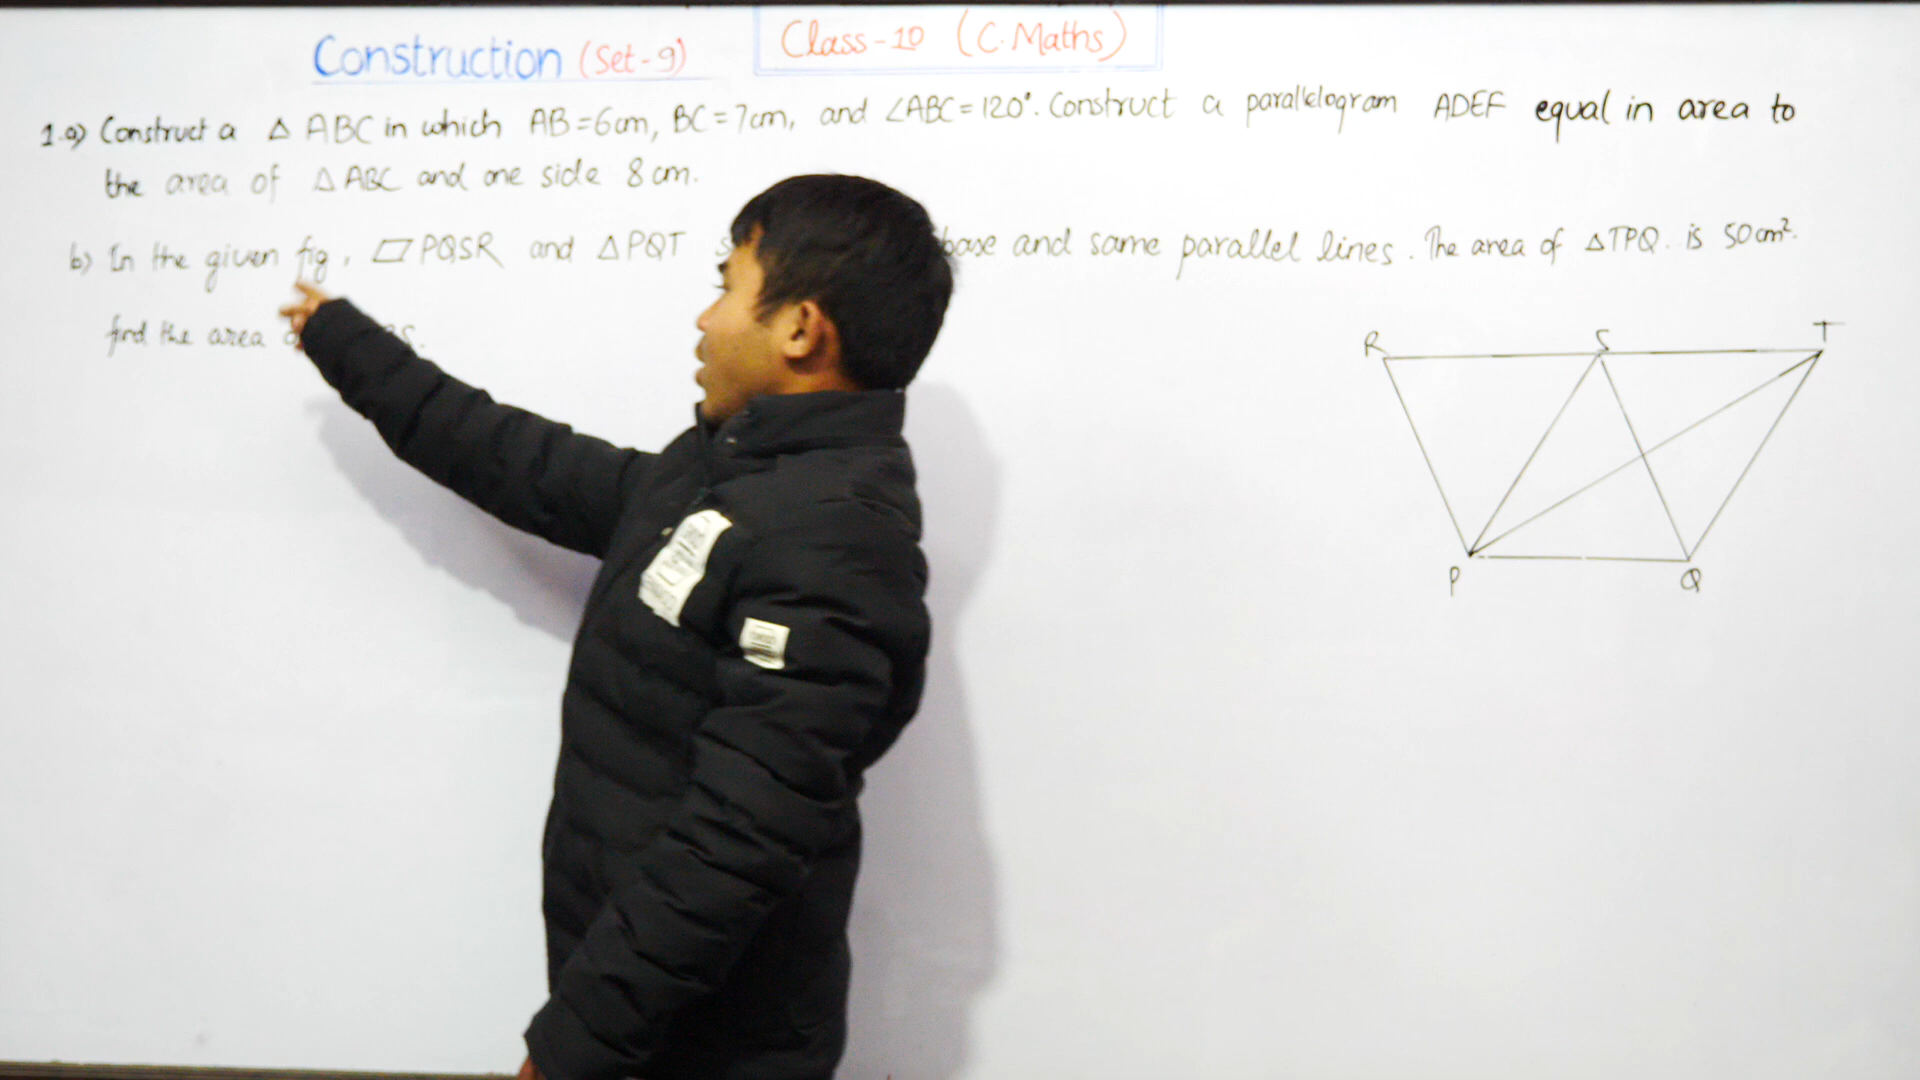 Construction (Set-9)
Class-10 (C.Maths)
1.a) Construct a △ ABC in which AB=6cm, BC=7cm, and ∠ABC=120°. Construct a parallelogram ADEF equal in area to
the area of △ABC and one side 8cm.
b) In the given fig, ▱PQSR and △PQT base and same parallel lines. The area of △TPQ. is 50cm².
find the area
R S T
P Q